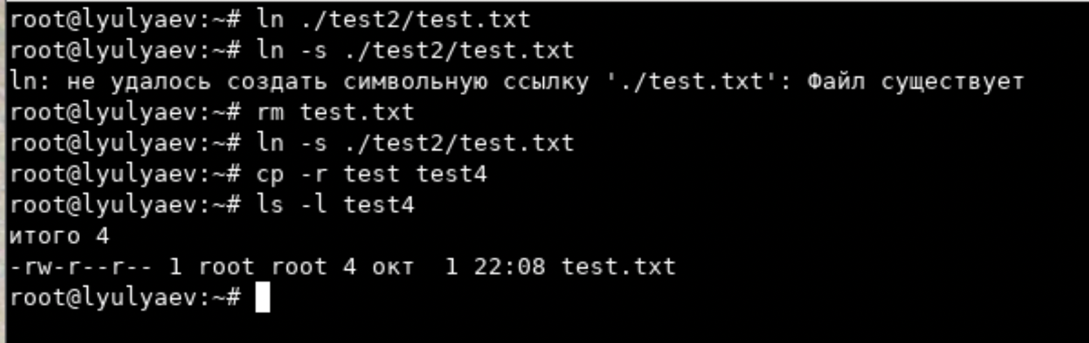 root@lyulyaev:~# ln ./test2/test.txt
root@lyulyaev:~# ln -s ./test2/test.txt
ln: не удалось создать символьную ссылку './test.txt': Файл существует
root@lyulyaev:~# rm test.txt
root@lyulyaev:~# ln -s ./test2/test.txt
root@lyulyaev:~# cp -r test test4
root@lyulyaev:~# ls -l test4
итого 4
-rw-r--r-- 1 root root 4 окт  1 22:08 test.txt
root@lyulyaev:~#